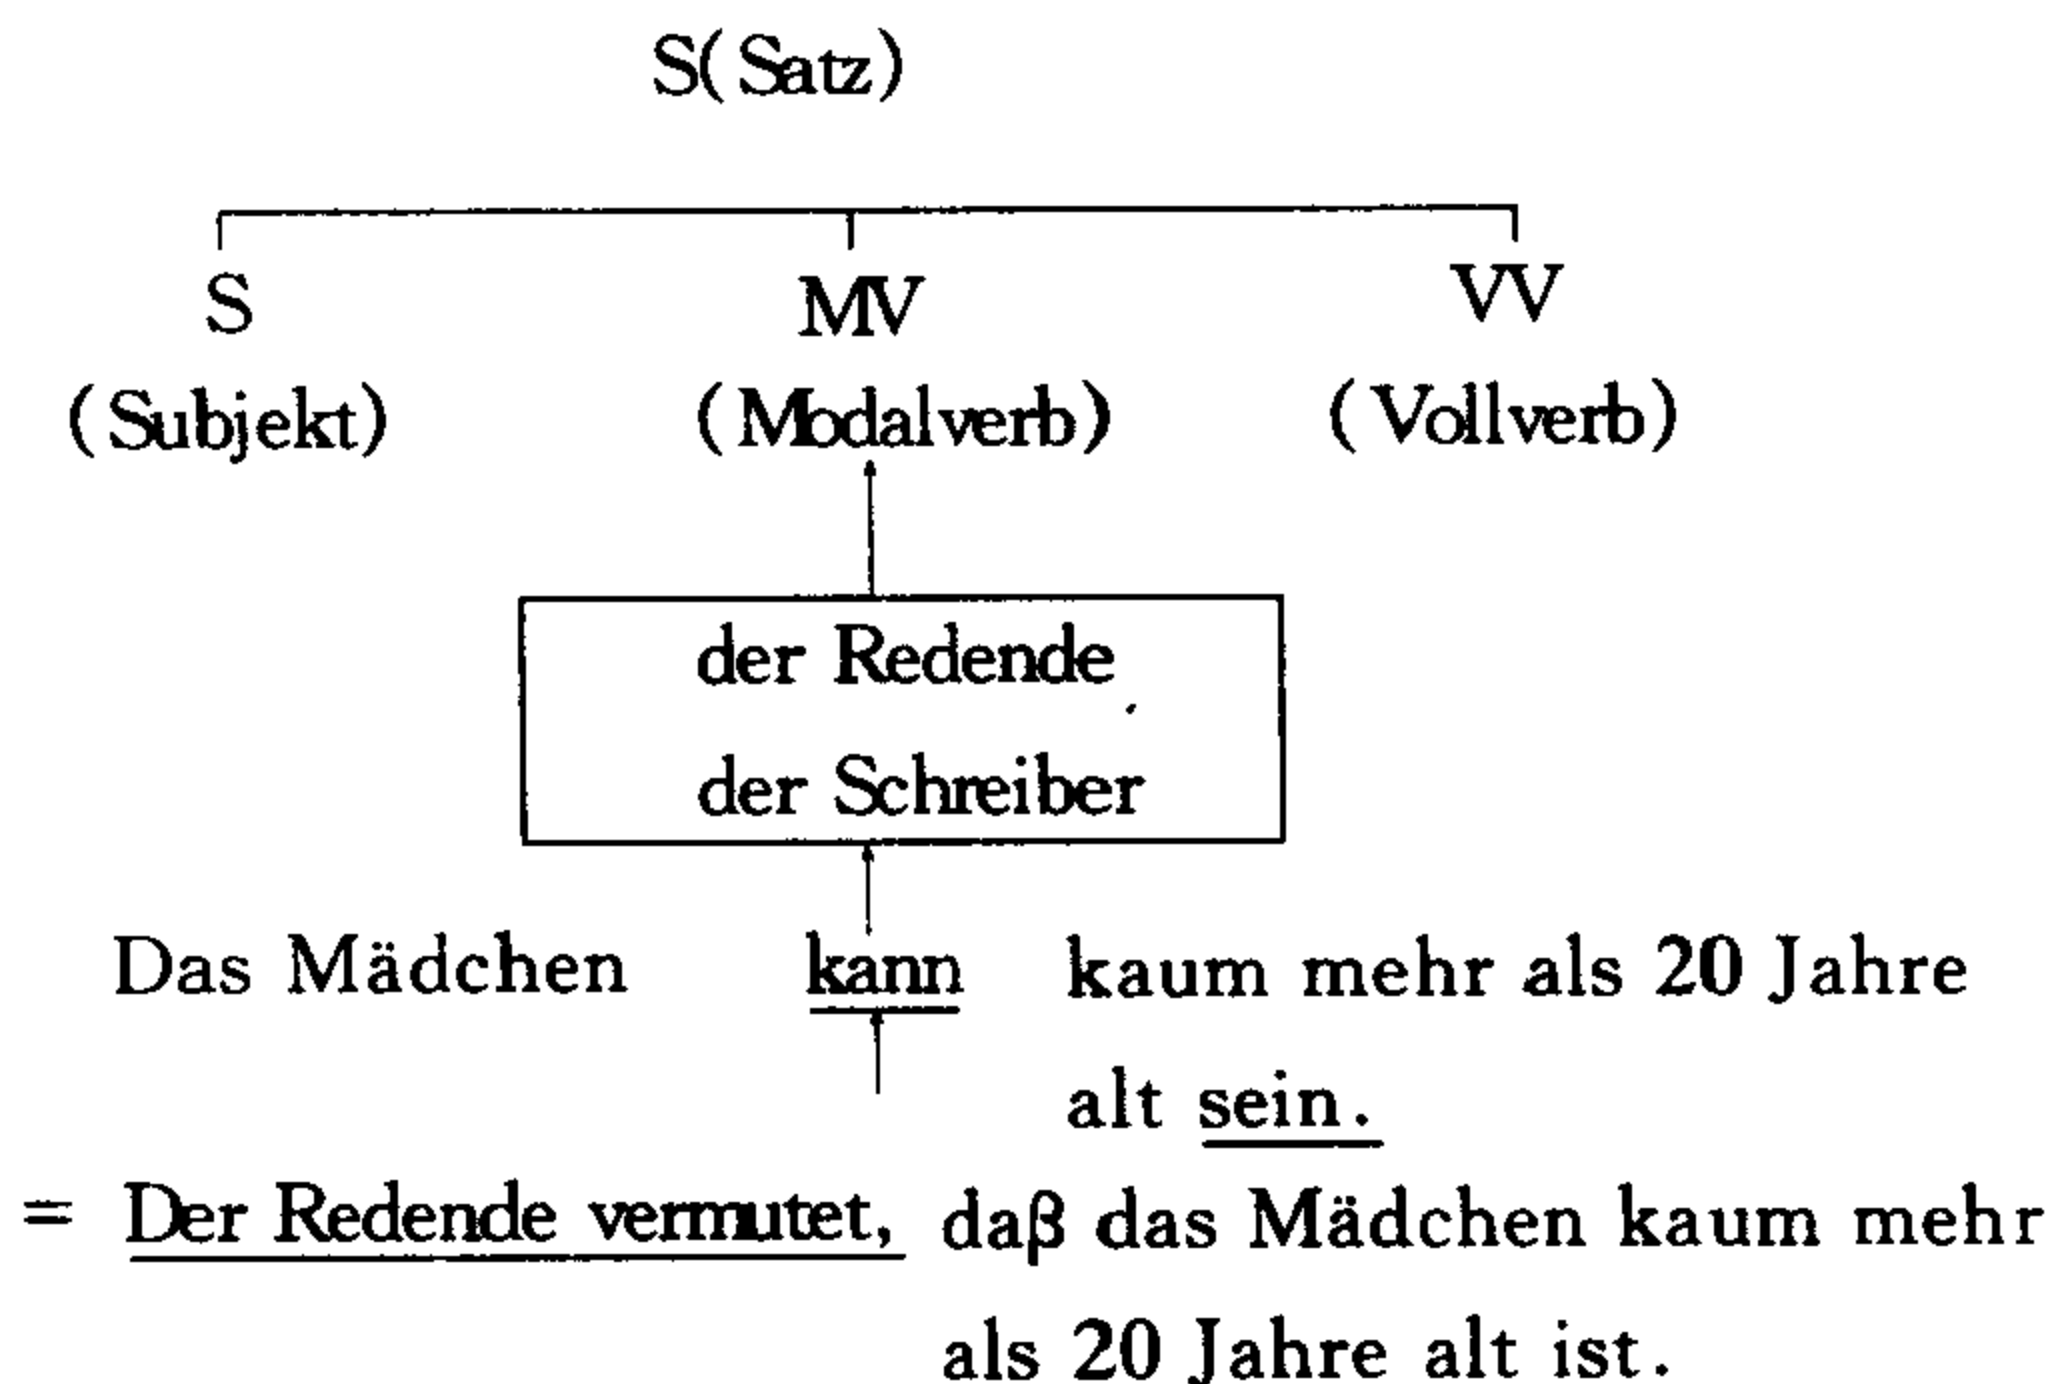 S(Satz)
S MV VV
(Subjekt) (Modalverb) (Vollverb)
der Redende
der Schreiber
Das Mädchen kann kaum mehr als 20 Jahre
alt sein.
= Der Redende vermutet, daß das Mädchen kaum mehr
als 20 Jahre alt ist.